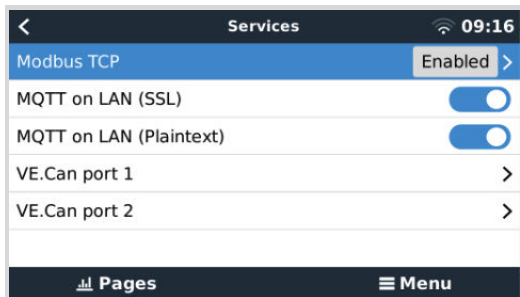 Services 09:16
Modbus TCP Enabled
MQTT on LAN (SSL)
MQTT on LAN (Plaintext)
VE.Can port 1
VE.Can port 2
Pages Menu